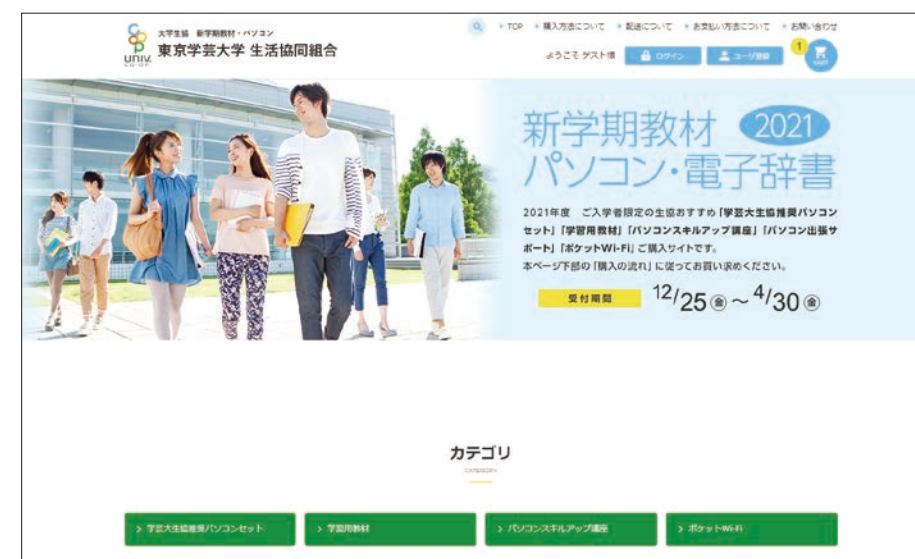 大学生協 新学期教材・パソコン
東京学芸大学 生活協同組合
univ.
CO-OP
TOP 購入方法について 配送について お支払い方法について お問い合わせ
ようこそ ゲスト様 ログイン ユーザ登録 1
新学期教材 2021
パソコン・電子辞書
2021年度 ご入学者限定の生協おすすめ「学芸大生協推奨パソコン
セット」「学習用教材」「パソコンスキルアップ講座」「パソコン出張サ
ポート」「ポケットWi-Fi」ご購入サイトです。
本ページ下部の「購入の流れ」に従ってお買い求めください。
受付期間 12/25㊎～4/30㊎
カテゴリ
CATEGORY
学芸大生協推奨パソコンセット 学習用教材 パソコンスキルアップ講座 ポケットWi-Fi